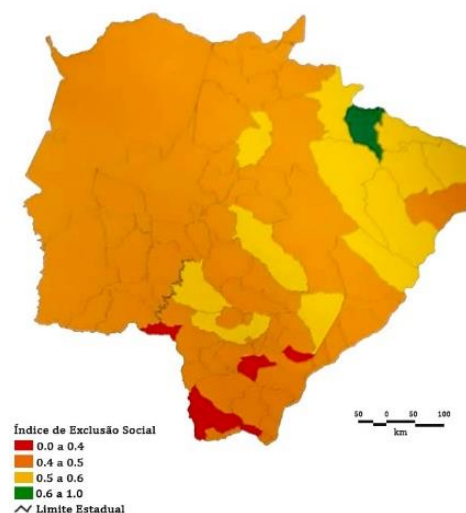 50 0 50 100
km
Índice de Exclusão Social
0.0 a 0.4
0.4 a 0.5
0.5 a 0.6
0.6 a 1.0
Limite Estadual